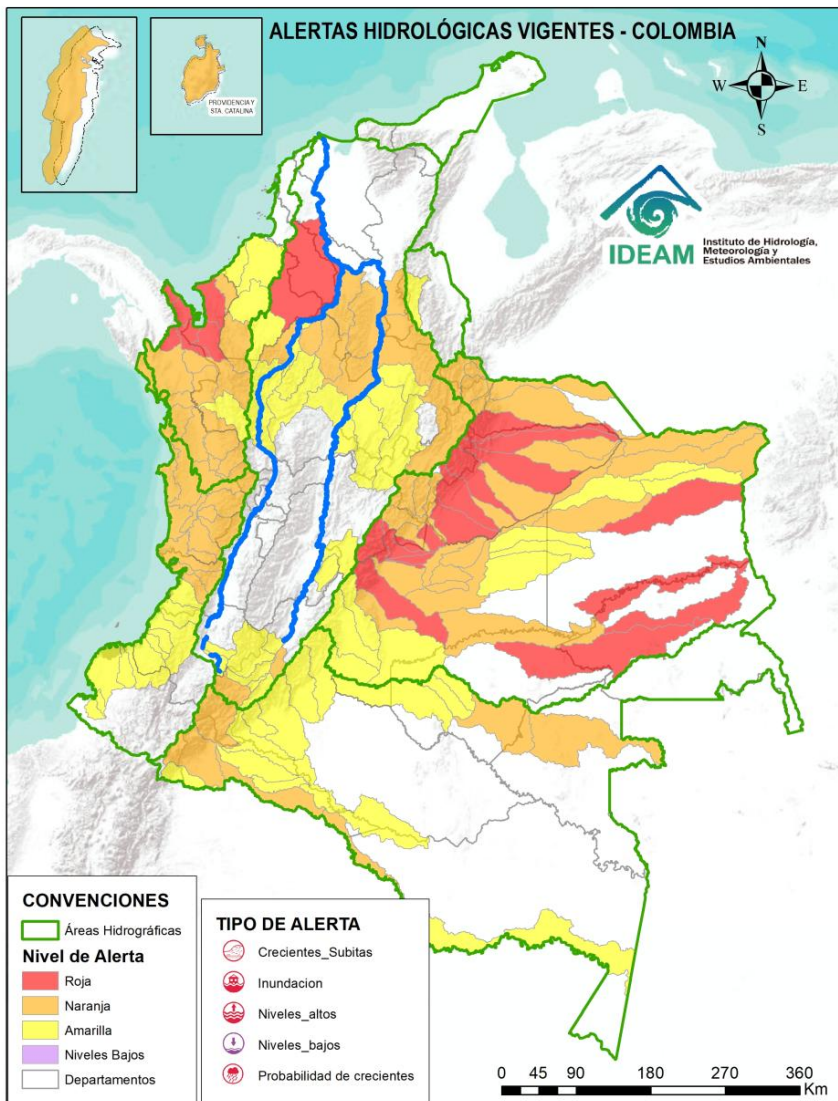 ALERTAS HIDROLÓGICAS VIGENTES - COLOMBIA
PROVIDENCIA Y
STA. CATALINA
N
W
E
S
IDEAM
Instituto de Hidrología,
Meteorología y
Estudios Ambientales
CONVENCIONES
Áreas Hidrográficas
Nivel de Alerta
Roja
Naranja
Amarilla
Niveles Bajos
Departamentos
TIPO DE ALERTA
Crecientes_Subitas
Inundacion
Niveles_altos
Niveles_bajos
Probabilidad de crecientes
0 45 90 180 270 360
Km